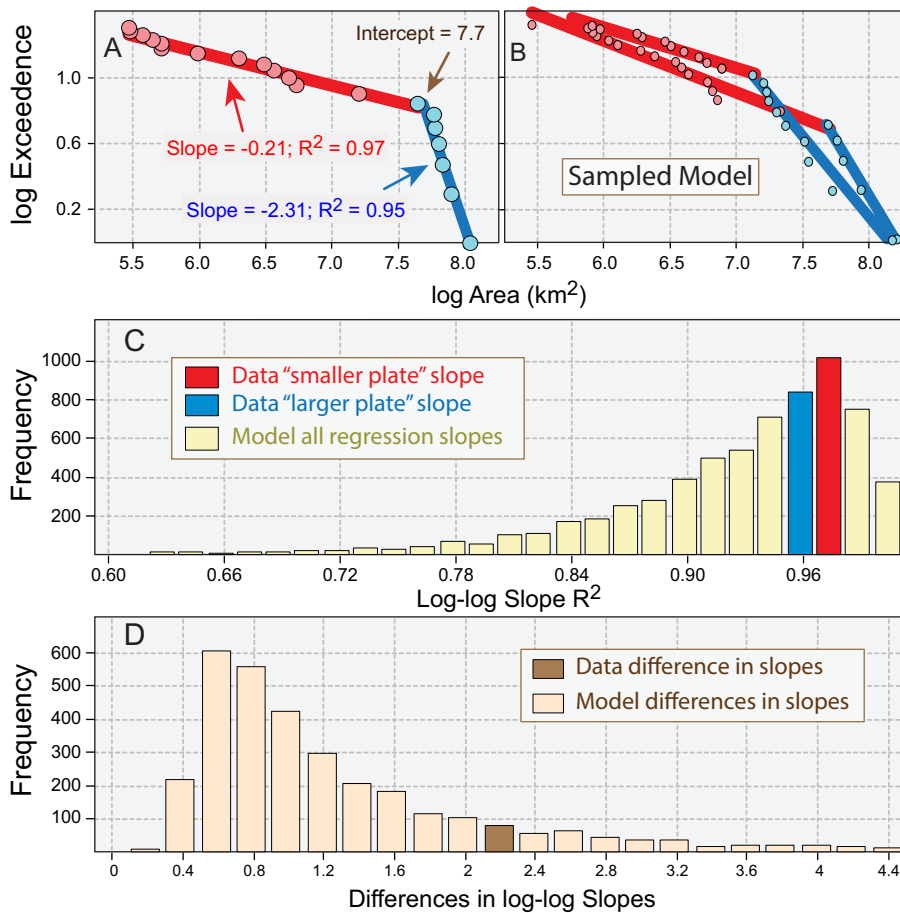 A
Intercept = 7.7
Slope = -0.21; R2 = 0.97
Slope = -2.31; R2 = 0.95
log Exceedence
1.0
0.6
0.2
5.5 6.0 6.5 7.0 7.5 8.0
B
Sampled Model
5.5 6.0 6.5 7.0 7.5 8.0
log Area (km2)
C
Data "smaller plate" slope
Data "larger plate" slope
Model all regression slopes
Frequency
1000
800
600
400
200
0.60 0.66 0.72 0.78 0.84 0.90 0.96
Log-log Slope R2
D
Data difference in slopes
Model differences in slopes
Frequency
600
500
400
300
200
100
0 0.4 0.8 1.2 1.6 2 2.4 2.8 3.2 3.6 4 4.4
Differences in log-log Slopes